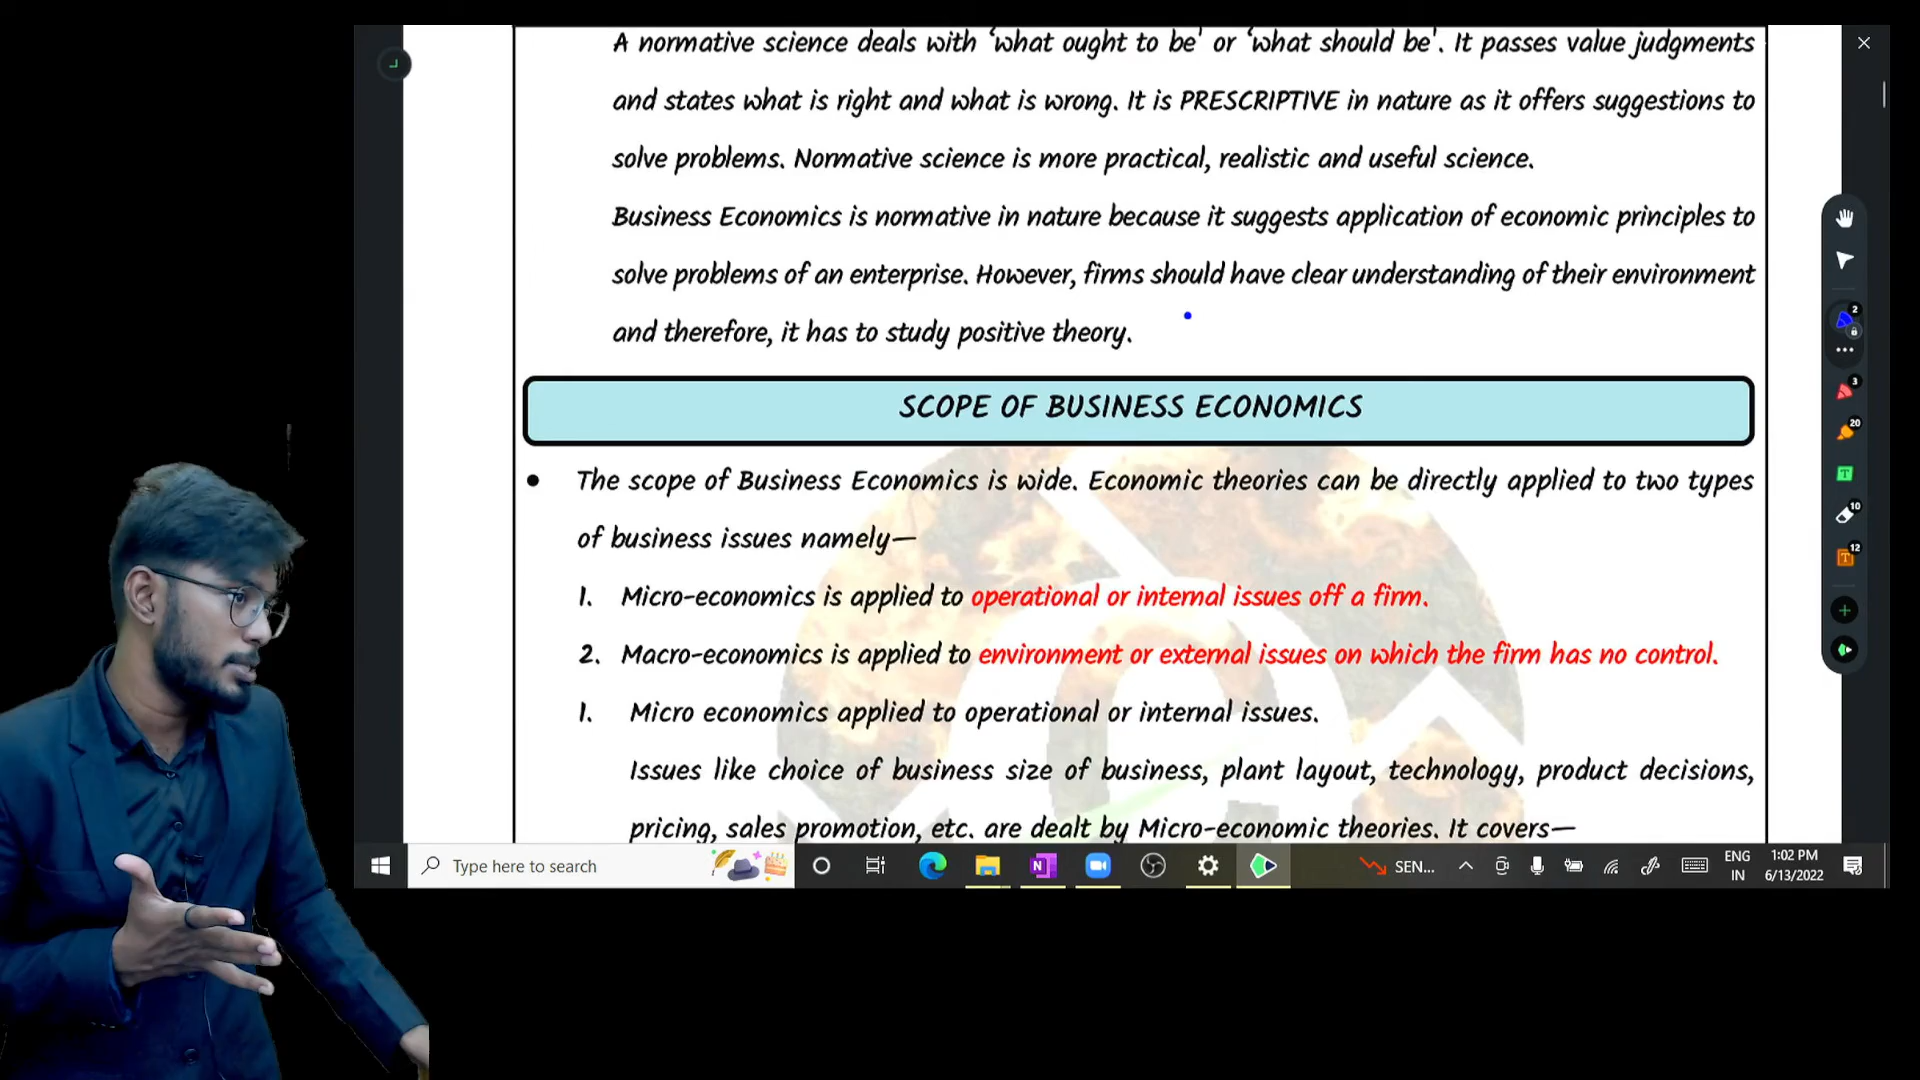 A normative science deals with 'what ought to be' or 'what should be'. It passes value judgments
and states what is right and what is wrong. It is PRESCRIPTIVE in nature as it offers suggestions to
solve problems. Normative science is more practical, realistic and useful science.
Business Economics is normative in nature because it suggests application of economic principles to
solve problems of an enterprise. However, firms should have clear understanding of their environment
and therefore, it has to study positive theory.
2
3
20
10
12
SCOPE OF BUSINESS ECONOMICS
• The scope of Business Economics is wide. Economic theories can be directly applied to two types
of business issues namely—
1. Micro-economics is applied to operational or internal issues off a firm.
2. Macro-economics is applied to environment or external issues on which the firm has no control.
1. Micro economics applied to operational or internal issues.
Issues like choice of business size of business, plant layout, technology, product decisions,
pricing, sales promotion, etc. are dealt by Micro-economic theories. It covers—
Type here to search
SEN...
ENG
IN
1:02 PM
6/13/2022